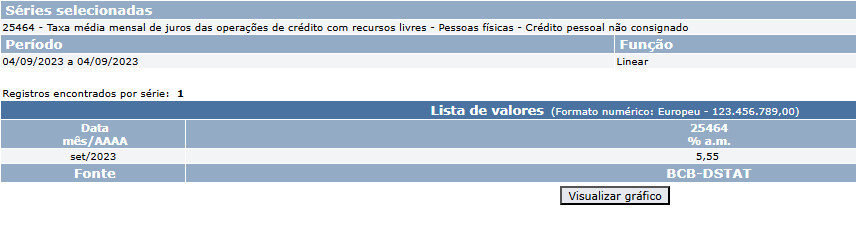 Séries selecionadas
25464 - Taxa média mensal de juros das operações de crédito com recursos livres - Pessoas físicas - Crédito pessoal não consignado
Período Função
04/09/2023 a 04/09/2023 Linear
Registros encontrados por série: 1
Lista de valores (Formato numérico: Europeu - 123.456.789,00)
Data 25464
mês/AAAA % a.m.
set/2023 5,55
Fonte BCB-DSTAT
Visualizar gráfico